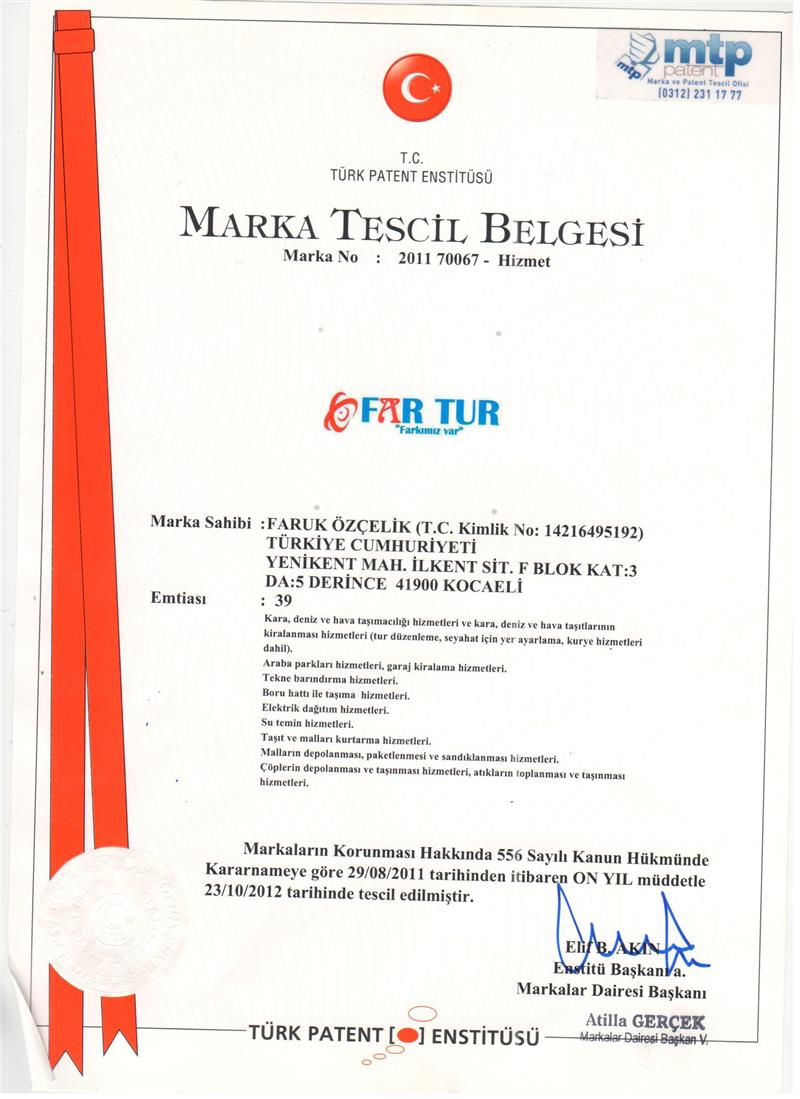 mtp
patent
mtp
Marka ve Patent Tescil Ofisi
(0312) 231 17 77
T.C.
TÜRK PATENT ENSTİTÜSÜ
MARKA TESCİL BELGESİ
Marka No : 2011 70067 - Hizmet
FAR TUR
"Farkımız var"
Marka Sahibi :FARUK ÖZÇELİK (T.C. Kimlik No: 14216495192)
TÜRKİYE CUMHURİYETİ
YENİKENT MAH. İLKENT SİT. F BLOK KAT:3
DA:5 DERİNCE 41900 KOCAELİ
Emtiası : 39
Kara, deniz ve hava taşımacılığı hizmetleri ve kara, deniz ve hava taşıtlarının
kiralanması hizmetleri (tur düzenleme, seyahat için yer ayarlama, kurye hizmetleri
dahil).
Araba parkları hizmetleri, garaj kiralama hizmetleri.
Tekne barındırma hizmetleri.
Boru hattı ile taşıma hizmetleri.
Elektrik dağıtım hizmetleri.
Su temin hizmetleri.
Taşıt ve malları kurtarma hizmetleri.
Malların depolanması, paketlenmesi ve sandıklanması hizmetleri.
Çöplerin depolanması ve taşınması hizmetleri, atıkların toplanması ve taşınması
hizmetleri.
Markaların Korunması Hakkında 556 Sayılı Kanun Hükmünde
Kararnameye göre 29/08/2011 tarihinden itibaren ON YIL müddetle
23/10/2012 tarihinde tescil edilmiştir.
Elif B. AKIN
Enstitü Başkanı a.
Markalar Dairesi Başkanı
Atilla GERÇEK
Markalar Dairesi Başkan V.
TÜRK PATENT [ ] ENSTİTÜSÜ